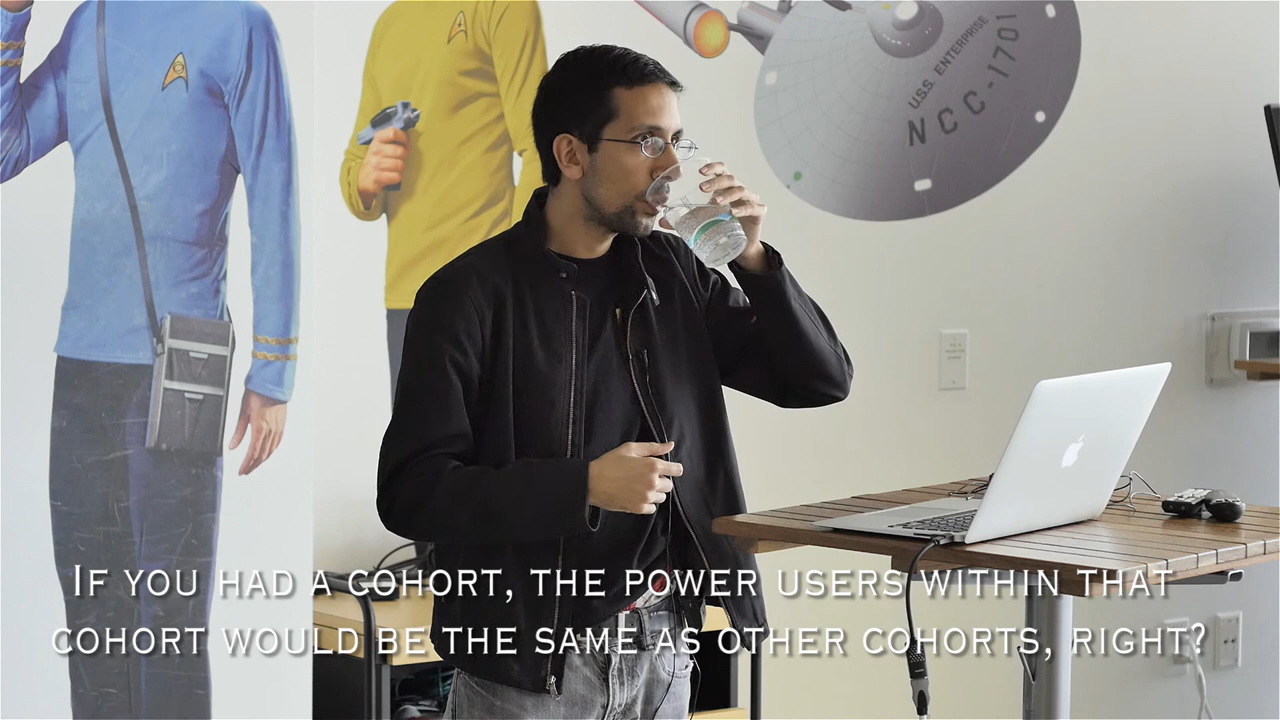 U.S.S. ENTERPRISE
NCC-1701
IF YOU HAD A COHORT, THE POWER USERS WITHIN THAT
COHORT WOULD BE THE SAME AS OTHER COHORTS, RIGHT?